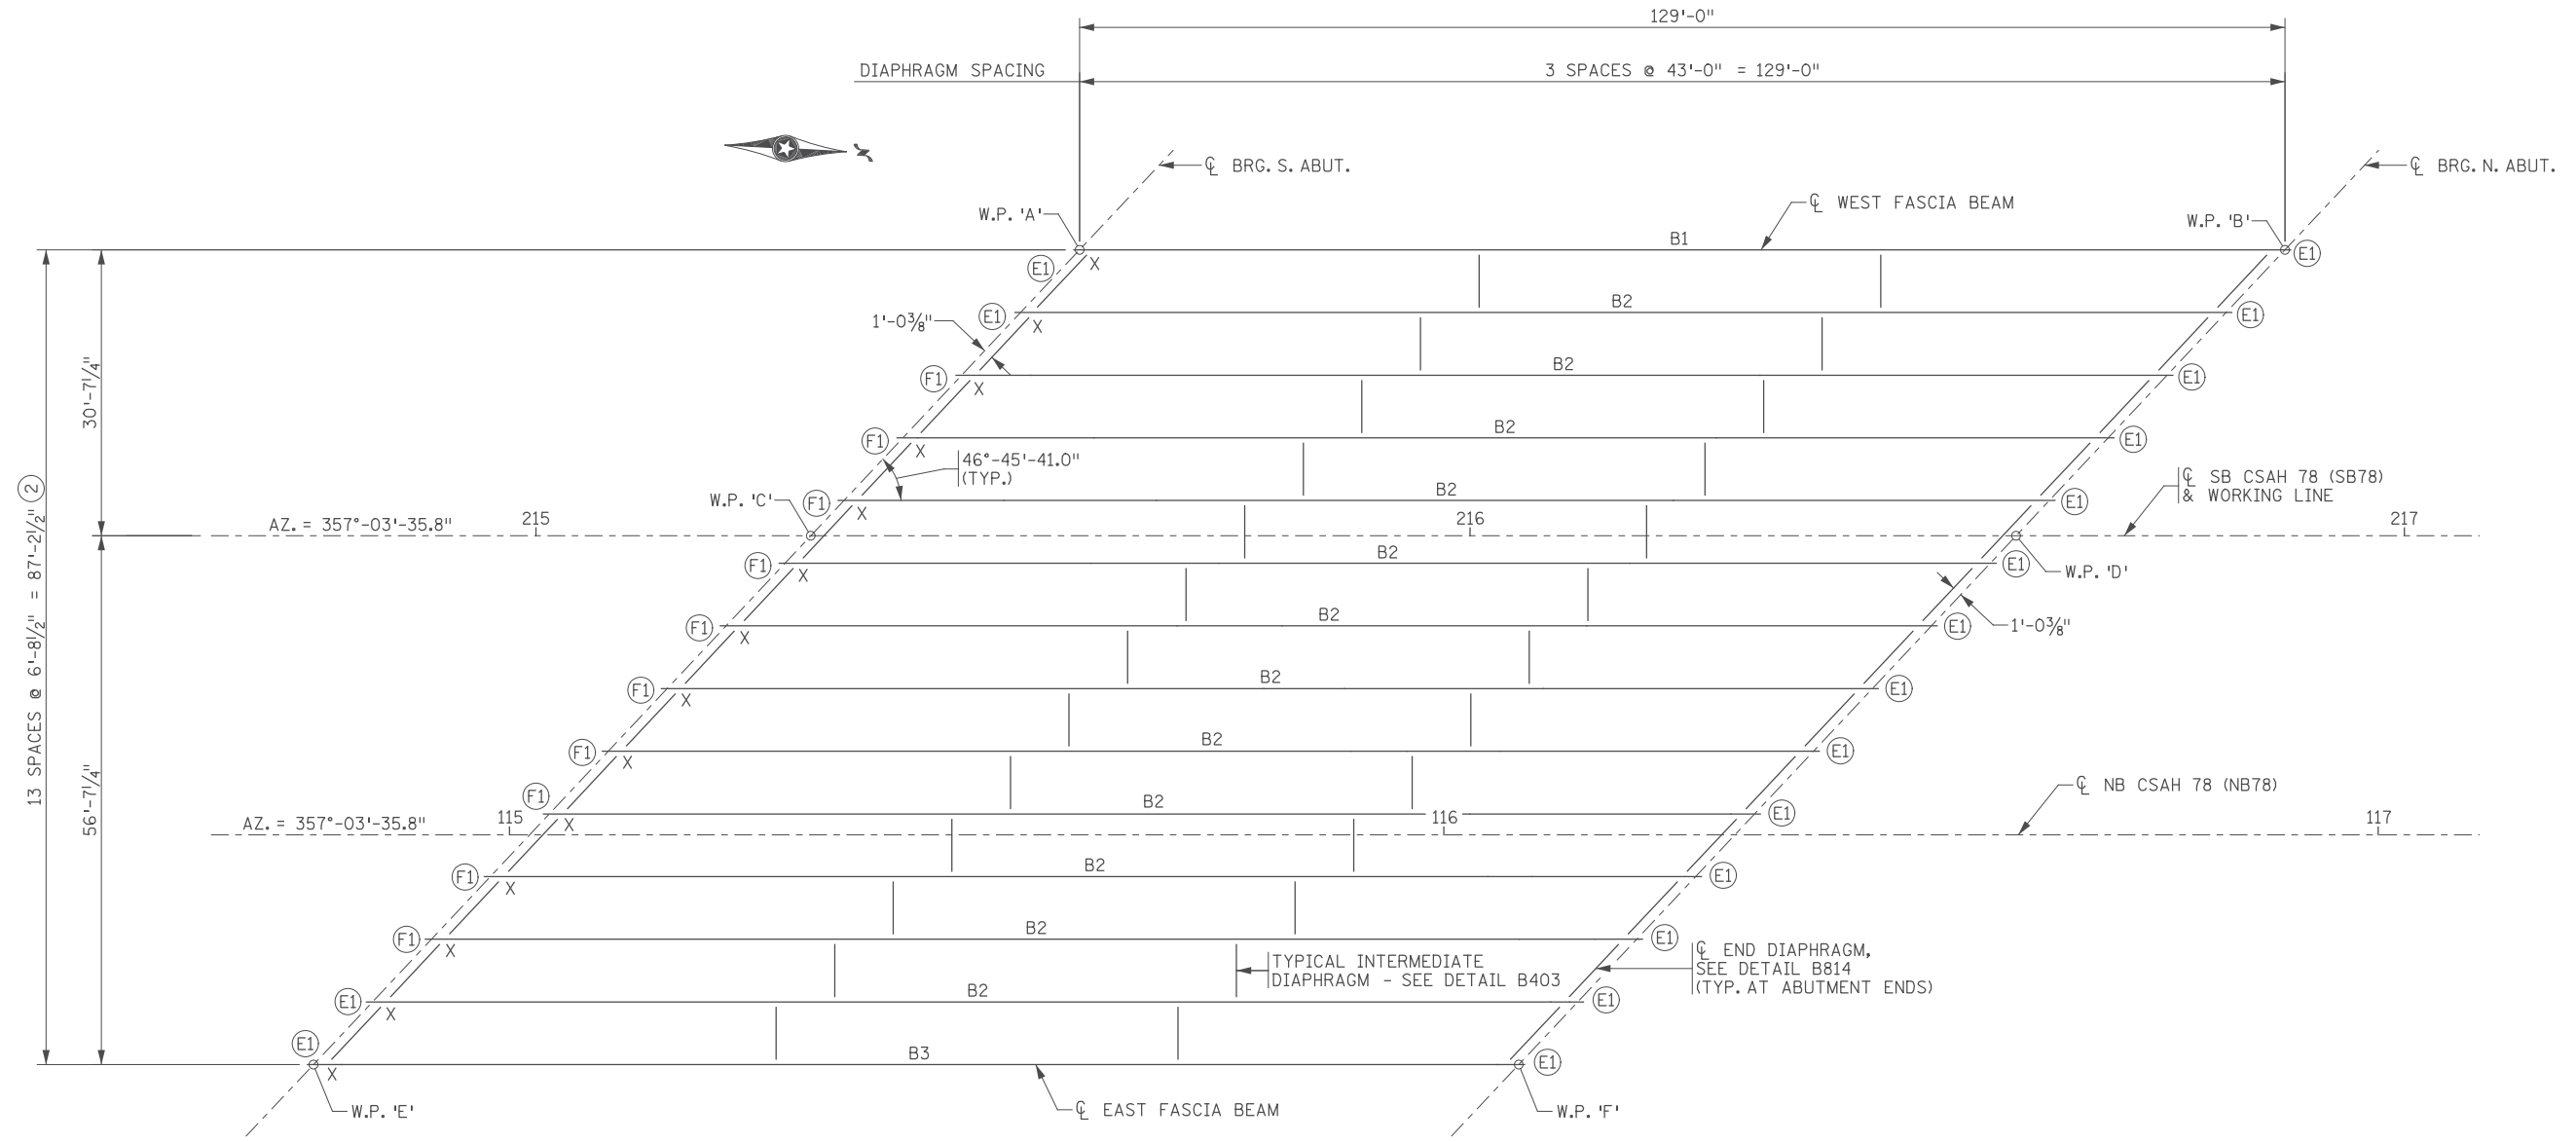 129'-0"
DIAPHRAGM SPACING
3 SPACES @ 43'-0" = 129'-0"
N
℄ BRG. S. ABUT.
℄ BRG. N. ABUT.
℄ WEST FASCIA BEAM
W.P. 'A'
W.P. 'B'
B1
E1
X
E1
B2
E1
X
E1
1'-0⅜"
B2
F1
X
E1
B2
F1
X
E1
46°-45'-41.0"
(TYP.)
30'-7¼"
℄ SB CSAH 78 (SB78)
& WORKING LINE
B2
W.P. 'C'
F1
X
E1
AZ. = 357°-03'-35.8"
215
216
217
13 SPACES @ 6'-8½" = 87'-2½" 2
B2
F1
X
E1
W.P. 'D'
B2
F1
X
E1
1'-0⅜"
B2
F1
X
E1
B2
F1
X
E1
56'-7¼"
℄ NB CSAH 78 (NB78)
B2
F1
X
E1
AZ. = 357°-03'-35.8"
115
116
117
B2
F1
X
E1
B2
F1
X
E1
℄ END DIAPHRAGM,
SEE DETAIL B814
(TYP. AT ABUTMENT ENDS)
TYPICAL INTERMEDIATE
DIAPHRAGM - SEE DETAIL B403
B2
E1
X
E1
B3
E1
X
E1
W.P. 'E'
℄ EAST FASCIA BEAM
W.P. 'F'